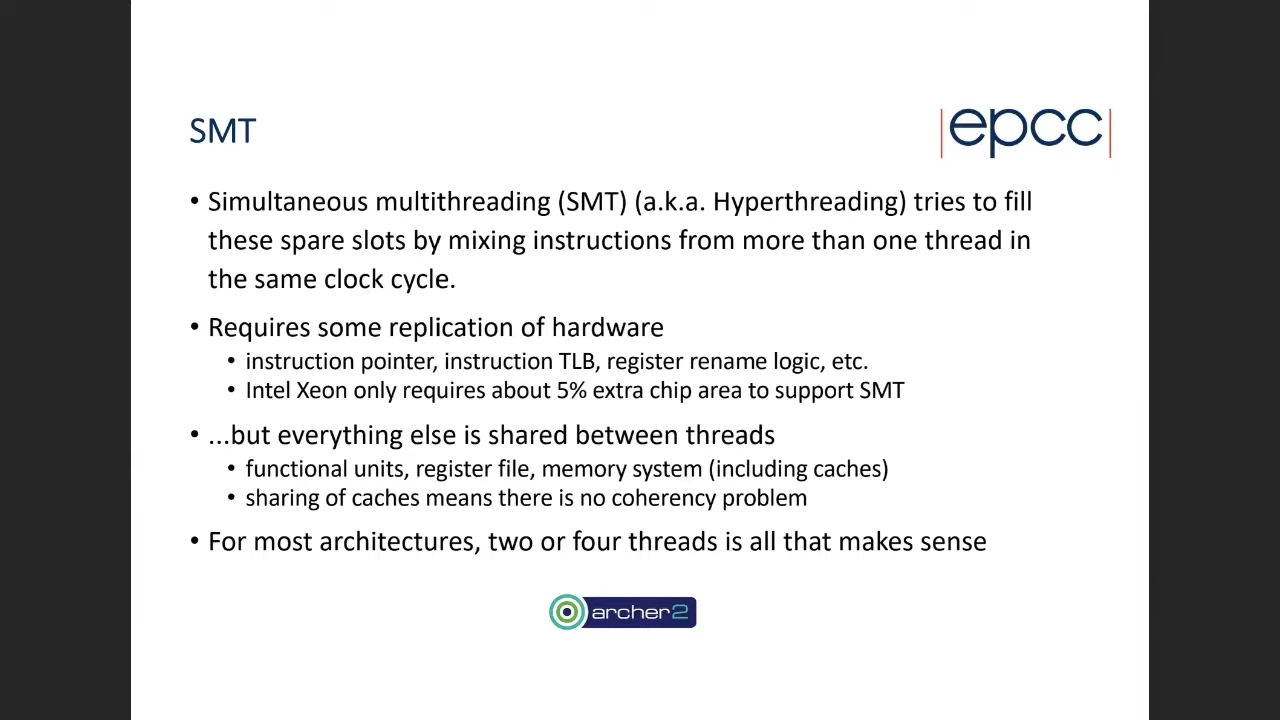 SMT
|epcc|
• Simultaneous multithreading (SMT) (a.k.a. Hyperthreading) tries to fill
these spare slots by mixing instructions from more than one thread in
the same clock cycle.
• Requires some replication of hardware
• instruction pointer, instruction TLB, register rename logic, etc.
• Intel Xeon only requires about 5% extra chip area to support SMT
• ...but everything else is shared between threads
• functional units, register file, memory system (including caches)
• sharing of caches means there is no coherency problem
• For most architectures, two or four threads is all that makes sense
archer2